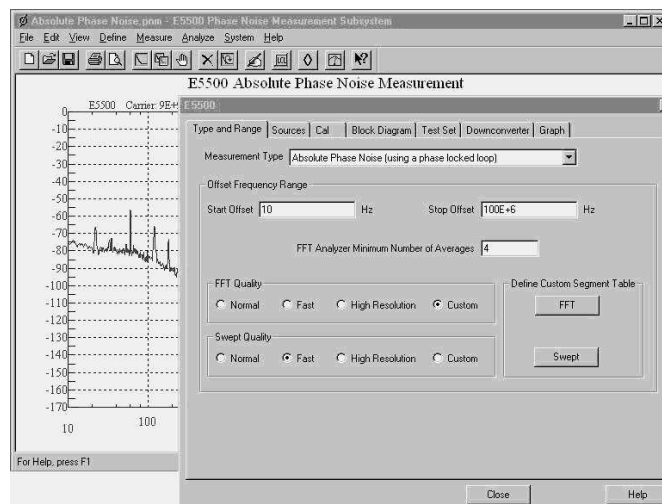 Absolute Phase Noise.pnm - E5500 Phase Noise Measurement Subsystem
File Edit View Define Measure Analyze System Help
E5500 Absolute Phase Noise Measurement
E5500 Carrier: 9E+
E5500
Type and Range Sources Cal Block Diagram Test Set Downconverter Graph
Measurement Type Absolute Phase Noise (using a phase locked loop)
Offset Frequency Range
Start Offset 10 Hz Stop Offset 100E+6 Hz
FFT Analyzer Minimum Number of Averages 4
FFT Quality
Normal Fast High Resolution Custom
Swept Quality
Normal Fast High Resolution Custom
Define Custom Segment Table
FFT
Swept
0
-10
-20
-30
-40
-50
-60
-70
-80
-90
-100
-110
-120
-130
-140
-150
-160
-170
10 100
For Help, press F1
Close Help